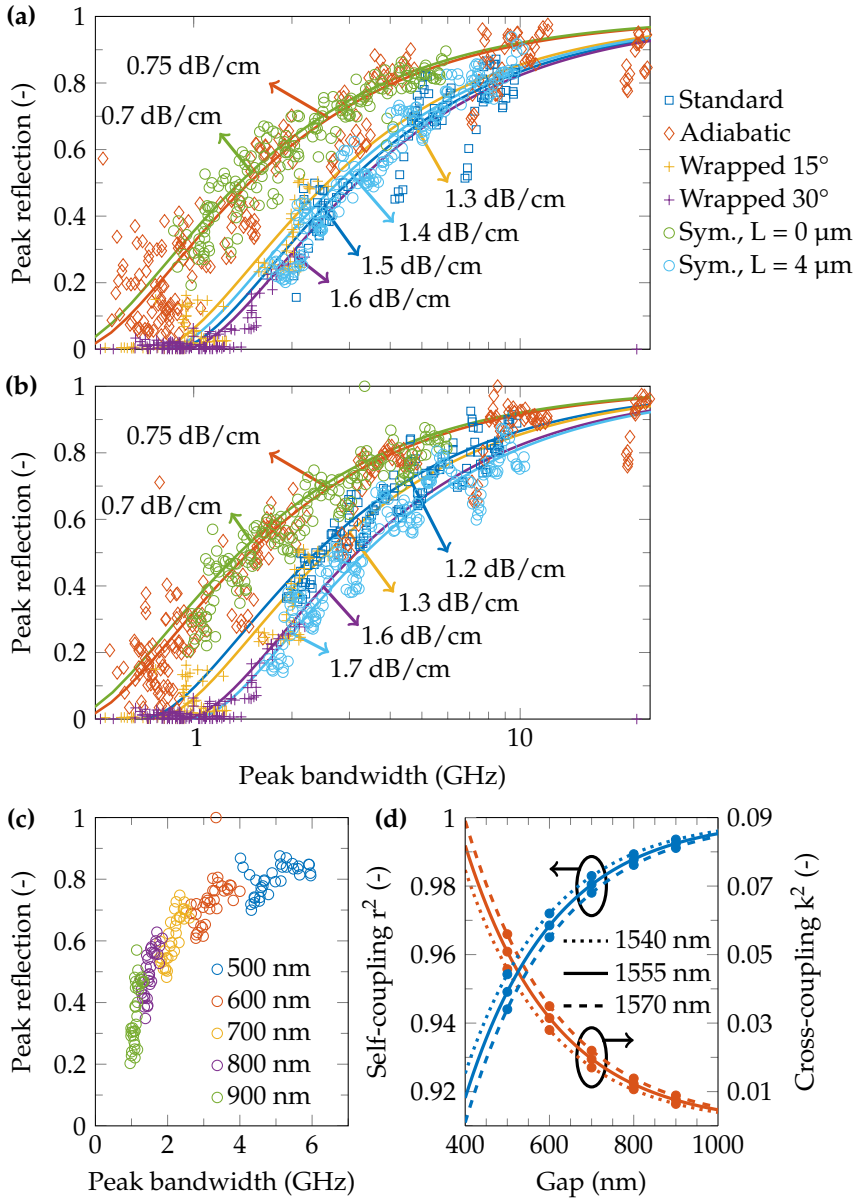 (a)
Peak reflection (-)
1
0.8
0.6
0.4
0.2
0
0.75 dB/cm
0.7 dB/cm
1.3 dB/cm
1.4 dB/cm
1.5 dB/cm
1.6 dB/cm
Standard
Adiabatic
Wrapped 15°
Wrapped 30°
Sym., L = 0 µm
Sym., L = 4 µm
(b)
Peak reflection (-)
1
0.8
0.6
0.4
0.2
0
0.75 dB/cm
0.7 dB/cm
1.2 dB/cm
1.3 dB/cm
1.6 dB/cm
1.7 dB/cm
1
10
Peak bandwidth (GHz)
(c)
Peak reflection (-)
1
0.8
0.6
0.4
0.2
0
500 nm
600 nm
700 nm
800 nm
900 nm
0
2
4
6
Peak bandwidth (GHz)
(d)
Self-coupling r²(-)
1
0.98
0.96
0.94
0.92
1540 nm
1555 nm
1570 nm
0.09
0.07
0.05
0.03
0.01
Cross-coupling k² (-)
400
600
800
1000
Gap (nm)